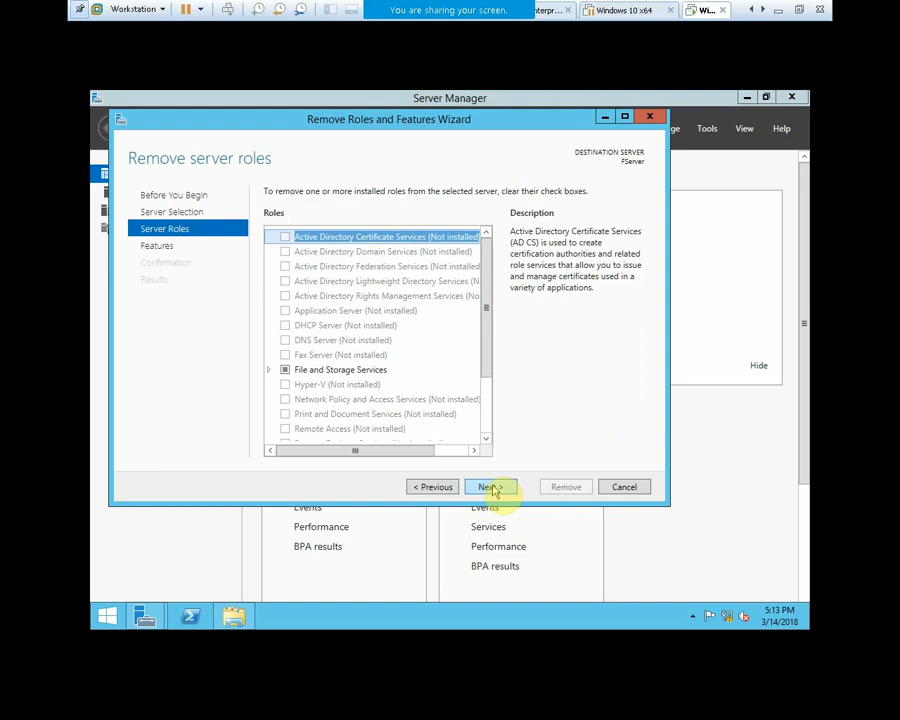 Workstation
You are sharing your screen.
nterpr...
Windows 10 x64
Wi...
Server Manager
Remove Roles and Features Wizard
ge
Tools
View
Help
Remove server roles
DESTINATION SERVER
FServer
Before You Begin
Server Selection
Server Roles
Features
Confirmation
Results
To remove one or more installed roles from the selected server, clear their check boxes.
Roles
Active Directory Certificate Services (Not installed)
Active Directory Domain Services (Not installed)
Active Directory Federation Services (Not installed
Active Directory Lightweight Directory Services (N
Active Directory Rights Management Services (No
Application Server (Not installed)
DHCP Server (Not installed)
DNS Server (Not installed)
Fax Server (Not installed)
File and Storage Services
Hyper-V (Not installed)
Network Policy and Access Services (Not installed
Print and Document Services (Not installed)
Remote Access (Not installed)
Description
Active Directory Certificate Services
(AD CS) is used to create
certification authorities and related
role services that allow you to issue
and manage certificates used in a
variety of applications.
Hide
< Previous
Next >
Remove
Cancel
Events
Performance
BPA results
Events
Services
Performance
BPA results
5:13 PM
3/14/2018